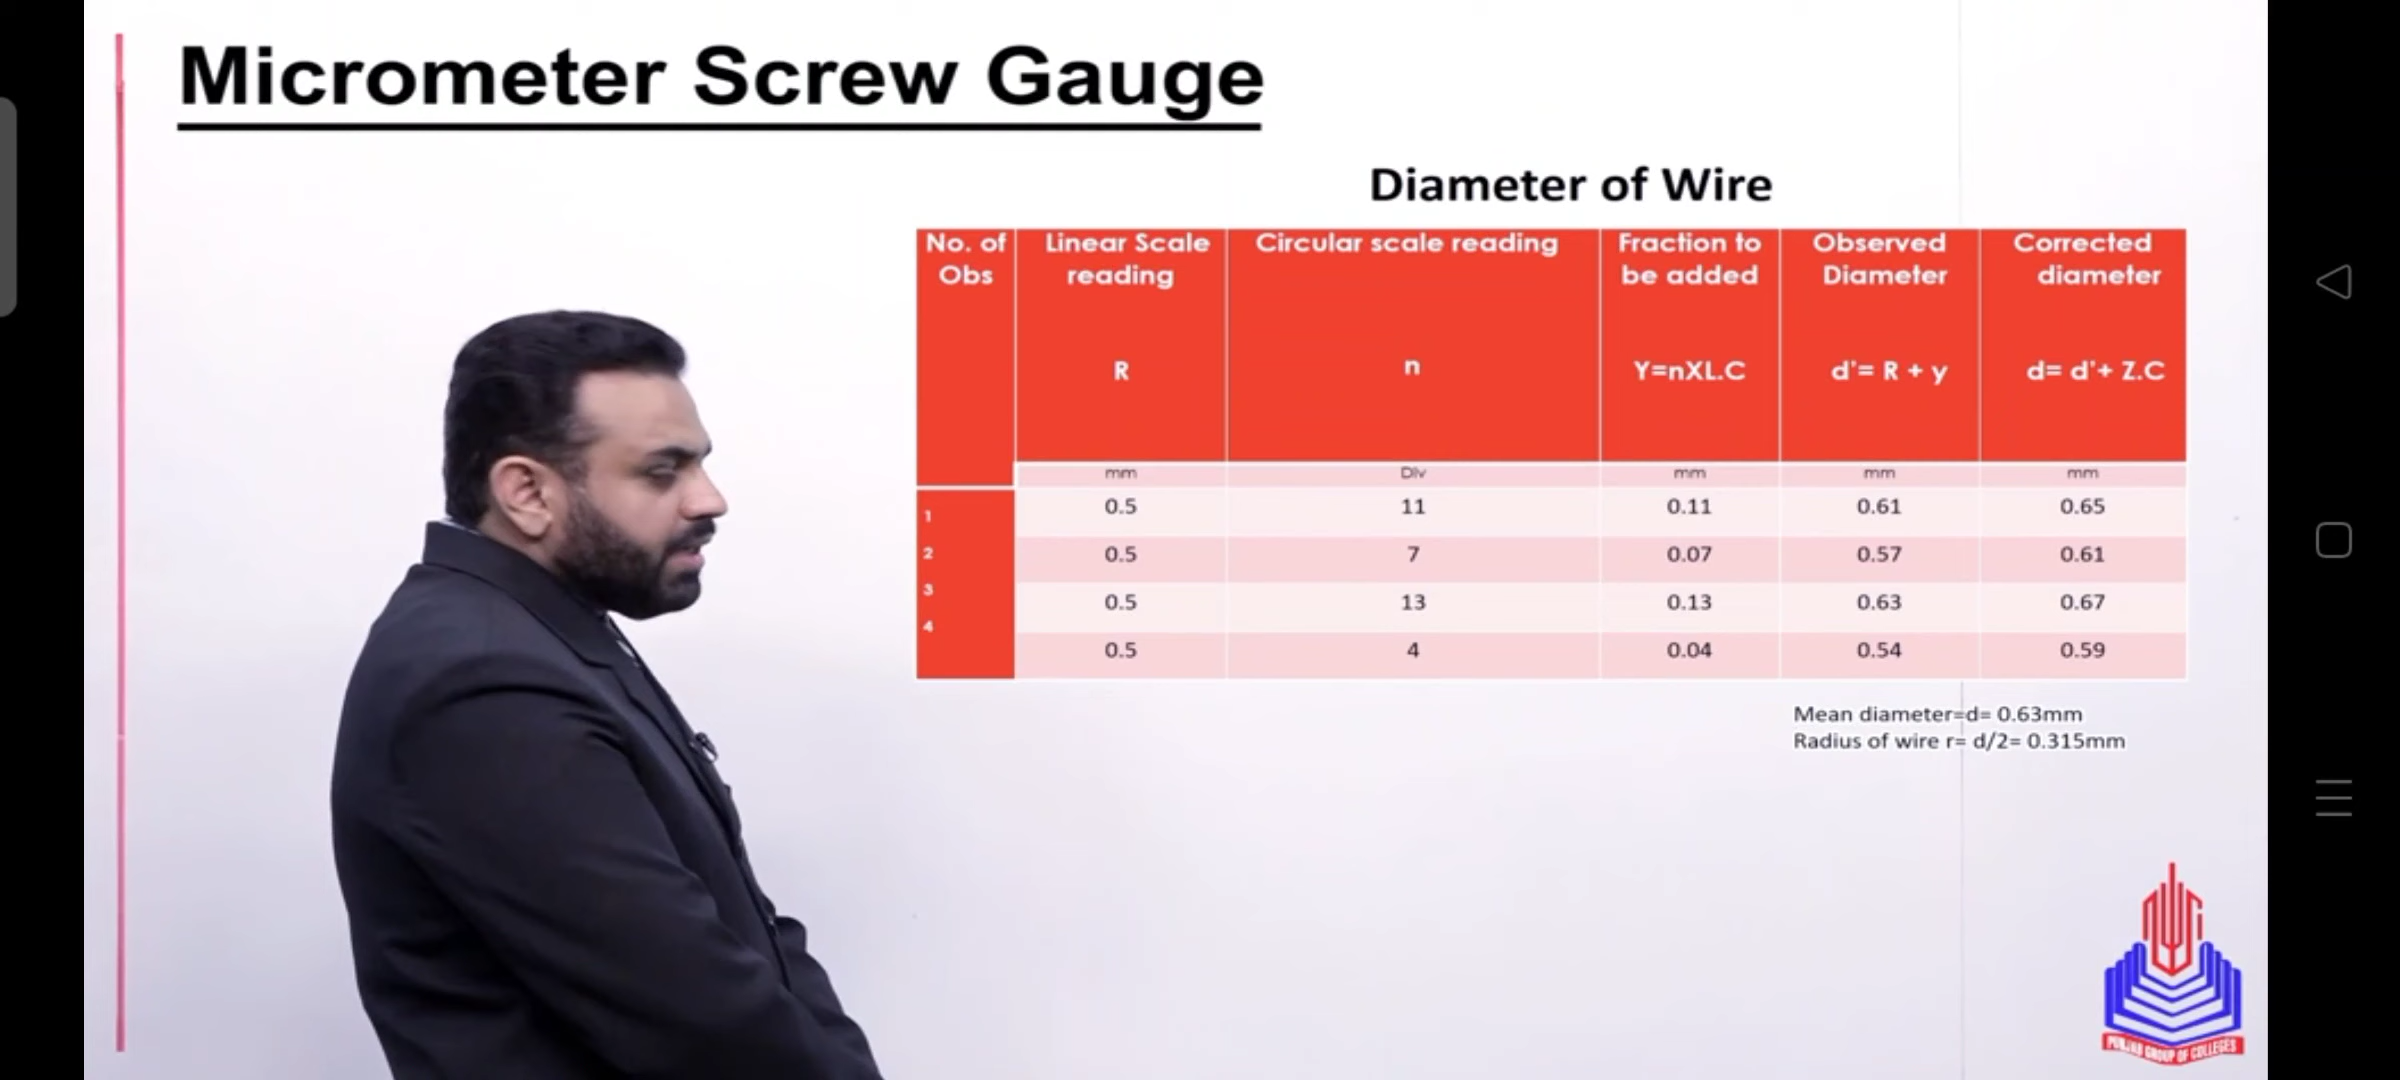 Micrometer Screw Gauge
Diameter of Wire
No. of Obs Linear Scale reading Circular scale reading Fraction to be added Observed Diameter Corrected diameter
R n Y=nXL.C d'= R + y d= d'+ Z.C
mm Div mm mm mm
1 0.5 11 0.11 0.61 0.65
2 0.5 7 0.07 0.57 0.61
3 0.5 13 0.13 0.63 0.67
4 0.5 4 0.04 0.54 0.59
Mean diameter=d= 0.63mm
Radius of wire r= d/2= 0.315mm
PUNJAB GROUP OF COLLEGES